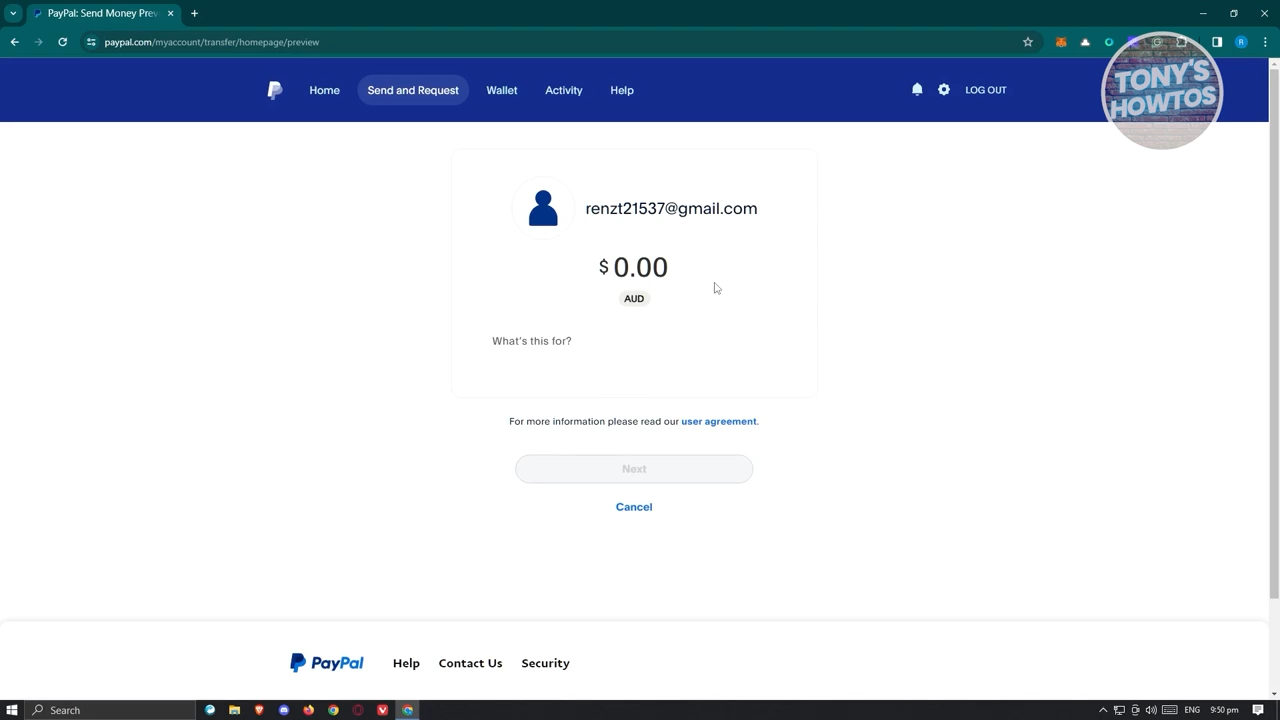 PayPal: Send Money Prev
paypal.com/myaccount/transfer/homepage/preview
R
TONY'S
HOWTOS
Home
Send and Request
Wallet
Activity
Help
LOG OUT
renzt21537@gmail.com
$ 0.00
AUD
What's this for?
For more information please read our user agreement.
Next
Cancel
PayPal
Help
Contact Us
Security
Search
ENG
9:50 pm